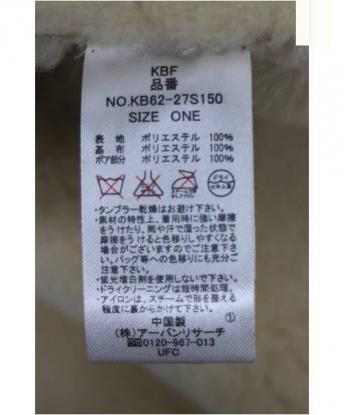 KBF
品番
NO.KB62-27S150
SIZE ONE
表 地 ポリエステル 100%
基 布 ポリエステル 100%
ボア部分 ポリエステル 100%
ドライ
・タンブラー乾燥はお避け下さい。
・素材の特性上、着用時に強い摩擦
をうけたり、雨や汗で湿った状態で
摩擦をうけると色移りしやすくなる
場合がございますのでご注意下さ
い。バッグ等への色移りにも充分ご
注意下さい。
・蛍光増白剤を使用しないで下さい。
・ドライクリーニングは短時間処理。
・アイロンは、スチームで形を整える
程度に裏から かけて下さい。
中国製 ①
(株)アーバンリサーチ
0120-967-013
UFC